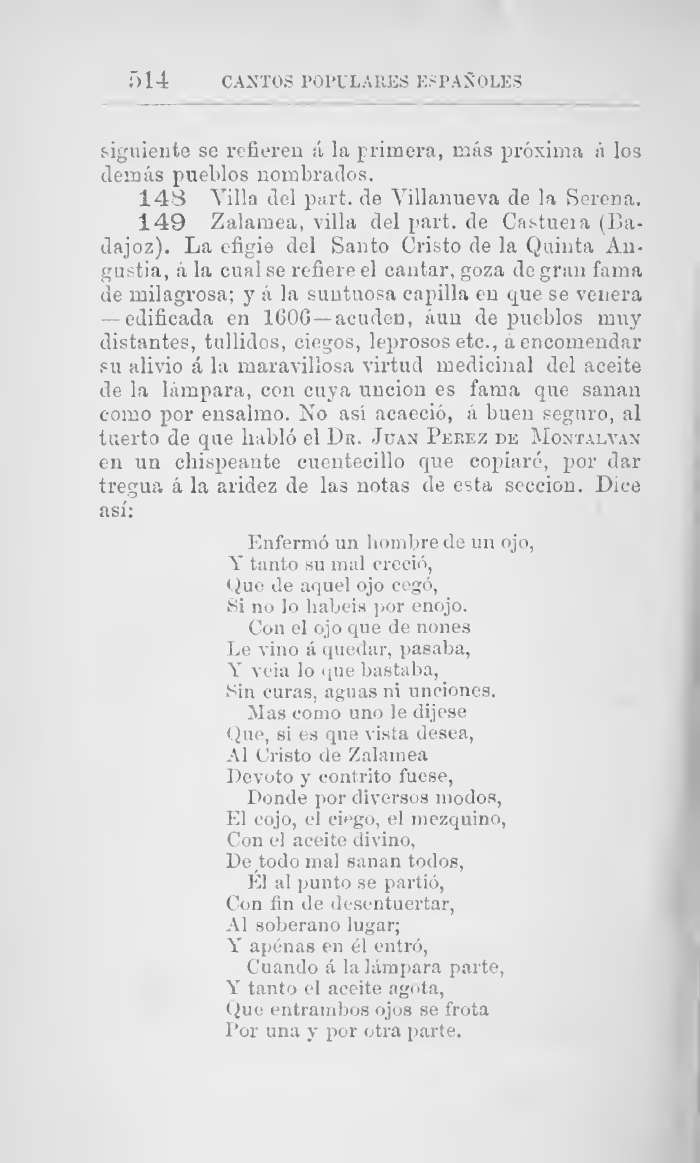 514 CANTOS POPULARES ESPAÑOLES
siguiente se refieren á la primera, más próxima á los
demás pueblos nombrados.
148 Villa del part. de Villanueva de la Serena.
149 Zalamea, villa del part. de Castuera (Ba-
dajoz). La efigie del Santo Cristo de la Quinta An-
gustia, á la cual se refiere el cantar, goza de gran fama
de milagrosa; y á la suntuosa capilla en que se venera
—edificada en 1606—acuden, áun de pueblos muy
distantes, tullidos, ciegos, leprosos etc., á encomendar
su alivio á la maravillosa virtud medicinal del aceite
de la lámpara, con cuya uncion es fama que sanan
como por ensalmo. No así acaeció, á buen seguro, al
tuerto de que habló el DR. JUAN PEREZ DE MONTALVAN
en un chispeante cuentecillo que copiaré, por dar
tregua á la aridez de las notas de esta seccion. Dice
así:
Enfermó un hombre de un ojo,
Y tanto su mal creció,
Que de aquel ojo cegó,
Si no lo habeis por enojo.
Con el ojo que de nones
Le vino á quedar, pasaba,
Y veia lo que bastaba,
Sin curas, aguas ni unciones.
Mas como uno le dijese
Que, si es que vista desea,
Al Cristo de Zalamea
Devoto y contrito fuese,
Donde por diversos modos,
El cojo, el ciego, el mezquino,
Con el aceite divino,
De todo mal sanan todos,
Él al punto se partió,
Con fin de desentuertar,
Al soberano lugar;
Y apénas en él entró,
Cuando á la lámpara parte,
Y tanto el aceite agota,
Que entrambos ojos se frota
Por una y por otra parte.